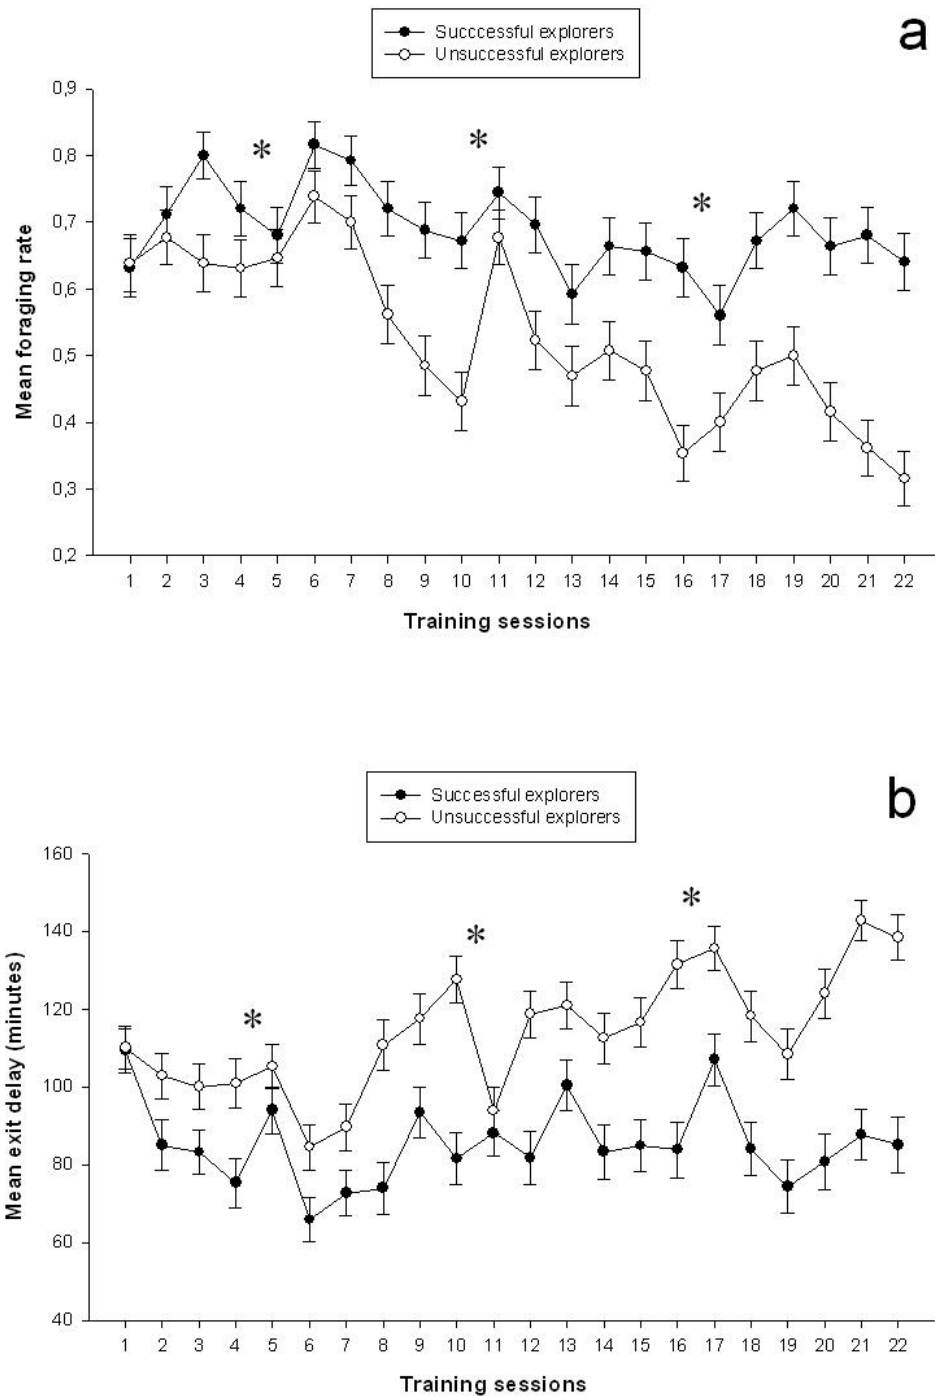 Succcessful explorers
Unsuccessful explorers
a
0,9
0,8
0,7
0,6
0,5
0,4
0,3
0,2
Mean foraging rate
*
*
*
1 2 3 4 5 6 7 8 9 10 11 12 13 14 15 16 17 18 19 20 21 22
Training sessions
Successful explorers
Unsuccessful explorers
b
160
140
120
100
80
60
40
Mean exit delay (minutes)
*
*
*
1 2 3 4 5 6 7 8 9 10 11 12 13 14 15 16 17 18 19 20 21 22
Training sessions